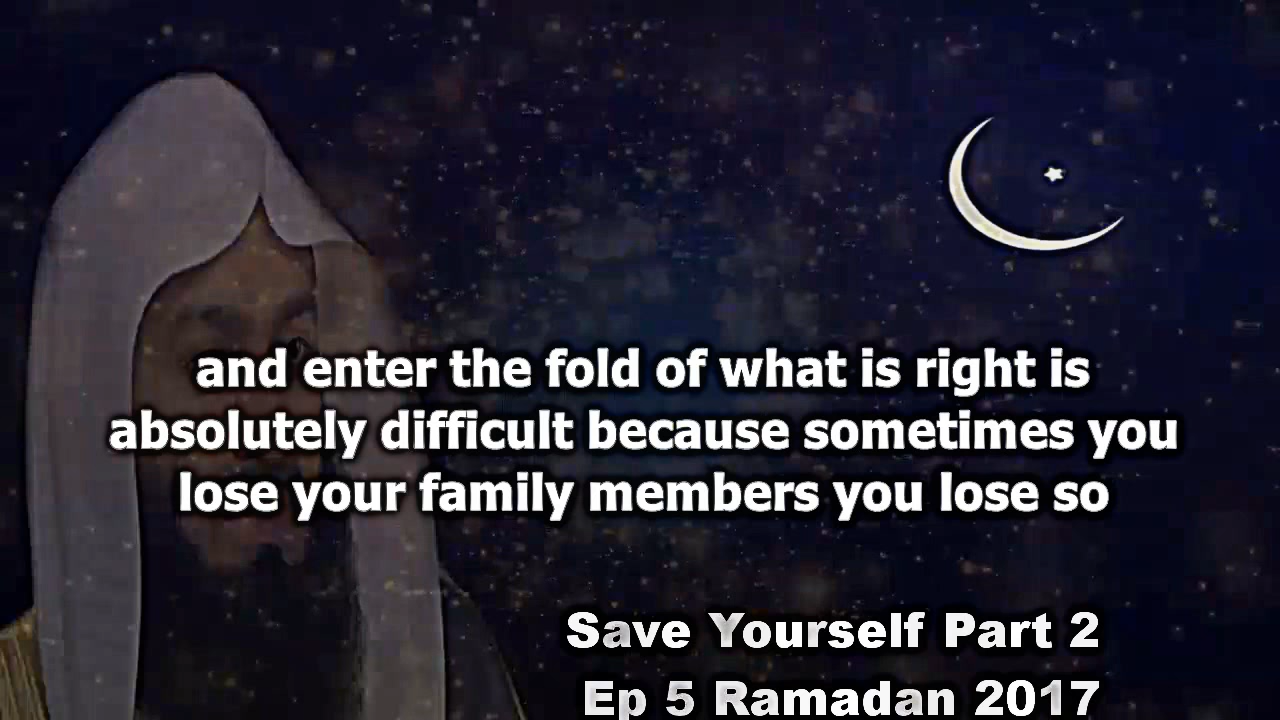 and enter the fold of what is right is
absolutely difficult because sometimes you
lose your family members you lose so
Save Yourself Part 2
Ep 5 Ramadan 2017